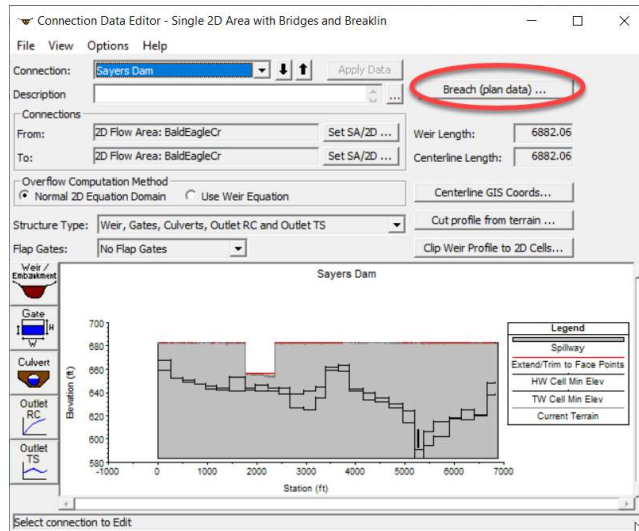 Connection Data Editor - Single 2D Area with Bridges and Breaklin
File View Options Help
Connection: Sayers Dam Apply Data
Breach (plan data) ...
Description ...
Connections
From: 2D Flow Area: BaldEagleCr Set SA/2D ... Weir Length: 6882.06
To: 2D Flow Area: BaldEagleCr Set SA/2D ... Centerline Length: 6882.06
Overflow Computation Method
Normal 2D Equation Domain Use Weir Equation
Centerline GIS Coords...
Structure Type: Weir, Gates, Culverts, Outlet RC and Outlet TS Cut profile from terrain ...
Flap Gates: No Flap Gates Clip Weir Profile to 2D Cells...
Weir /
Embankment
Gate
H
W
Culvert
Outlet
RC
Outlet
TS
Sayers Dam
700
680
660
640
620
600
580
Elevation (ft)
-1000 0 1000 2000 3000 4000 5000 6000 7000
Station (ft)
Legend
Spillway
Extend/Trim to Face Points
HW Cell Min Elev
TW Cell Min Elev
Current Terrain
Select connection to Edit